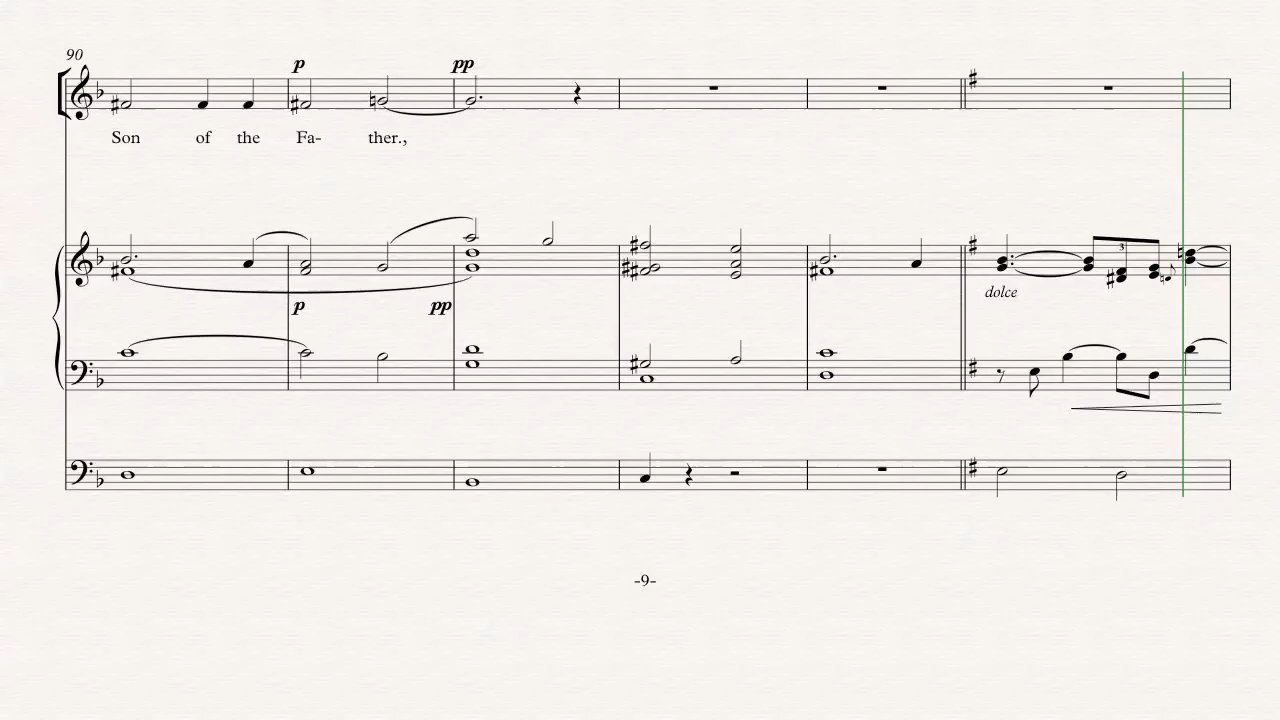 90
p pp
Son of the Fa- ther.,
3
dolce
p pp
-9-